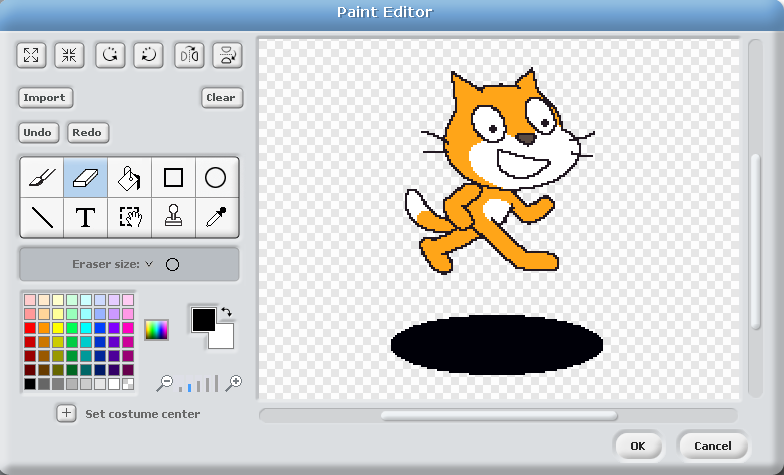 Paint Editor
Import
Clear
Undo
Redo
T
Eraser size:
Set costume center
OK
Cancel